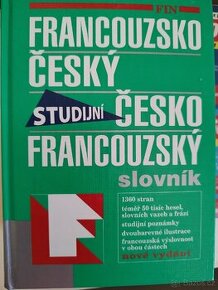 FIN
FRANCOUZSKO
ČESKÝ
STUDIJNÍ
ČESKO
FRANCOUZSKÝ
slovník
1360 stran
téměř 50 tisíc hesel,
slovních vazeb a frází
studijní poznámky
dvoubarevné ilustrace
francouzská výslovnost
v obou částech
nové vydání